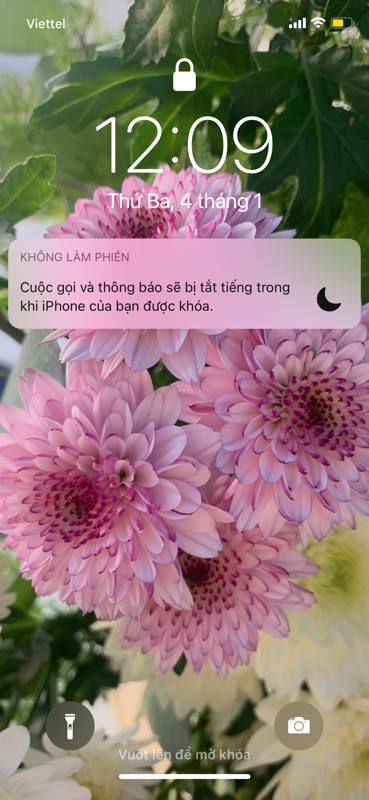 Viettel
12:09
Thứ Ba, 4 tháng 1
KHÔNG LÀM PHIỀN
Cuộc gọi và thông báo sẽ bị tắt tiếng trong
khi iPhone của bạn được khóa.
Vuốt lên để mở khóa